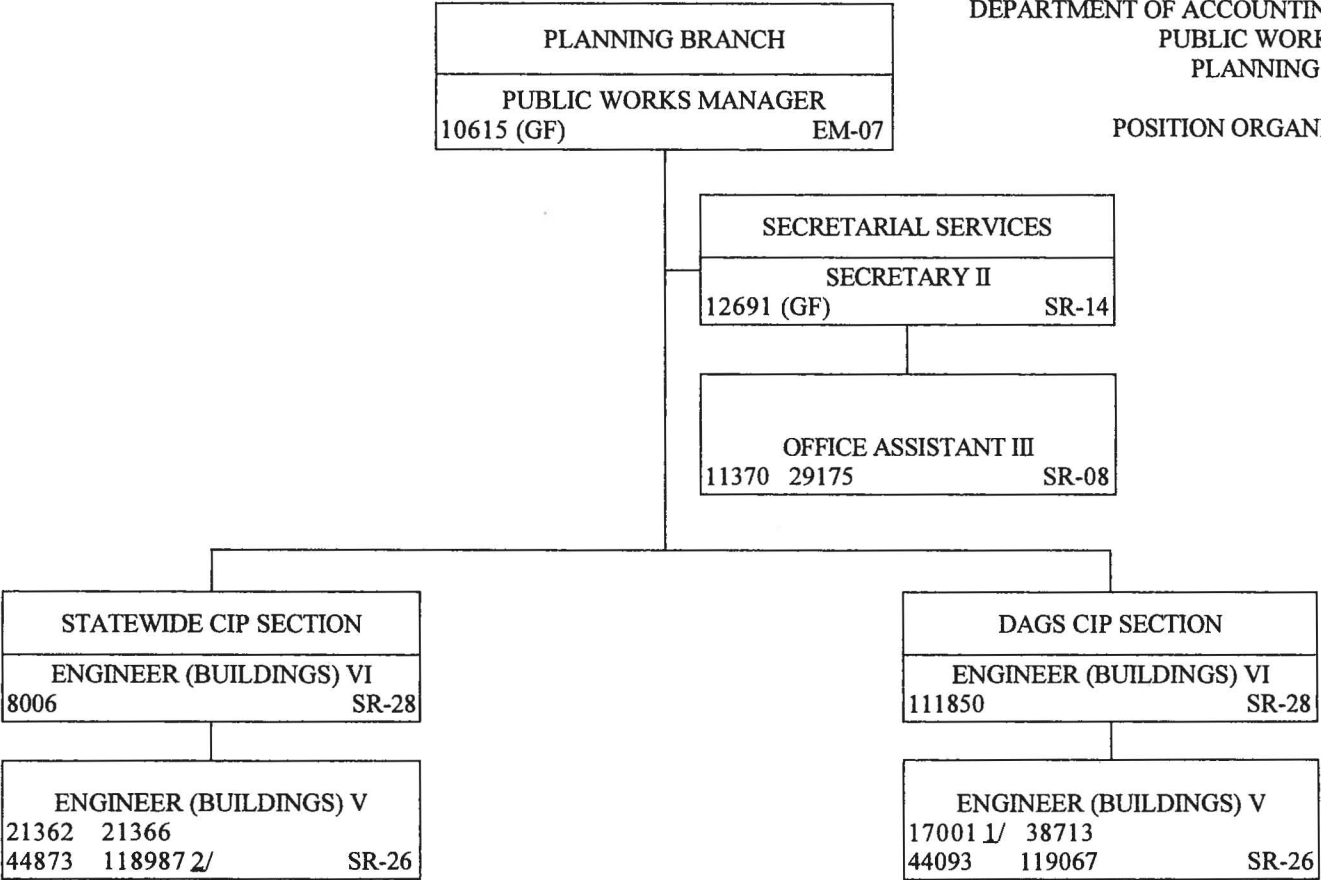 DEPARTMENT OF ACCOUNTIN
PUBLIC WOR
PLANNING
POSITION ORGAN
PLANNING BRANCH
PUBLIC WORKS MANAGER
10615 (GF) EM-07
SECRETARIAL SERVICES
SECRETARY II
12691 (GF) SR-14
OFFICE ASSISTANT III
11370 29175 SR-08
STATEWIDE CIP SECTION
ENGINEER (BUILDINGS) VI
8006 SR-28
ENGINEER (BUILDINGS) V
21362 21366
44873 118987 2/ SR-26
DAGS CIP SECTION
ENGINEER (BUILDINGS) VI
111850 SR-28
ENGINEER (BUILDINGS) V
17001 1/ 38713
44093 119067 SR-26